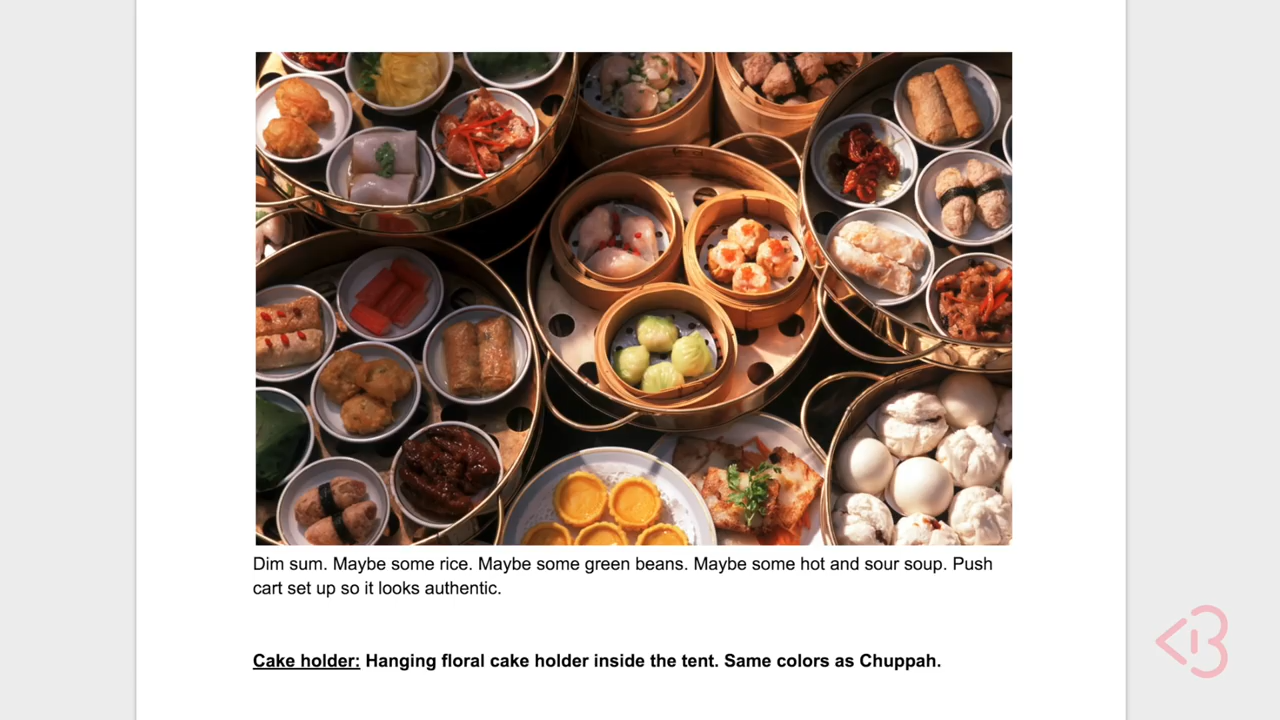 Dim sum. Maybe some rice. Maybe some green beans. Maybe some hot and sour soup. Push
cart set up so it looks authentic.
Cake holder: Hanging floral cake holder inside the tent. Same colors as Chuppah.